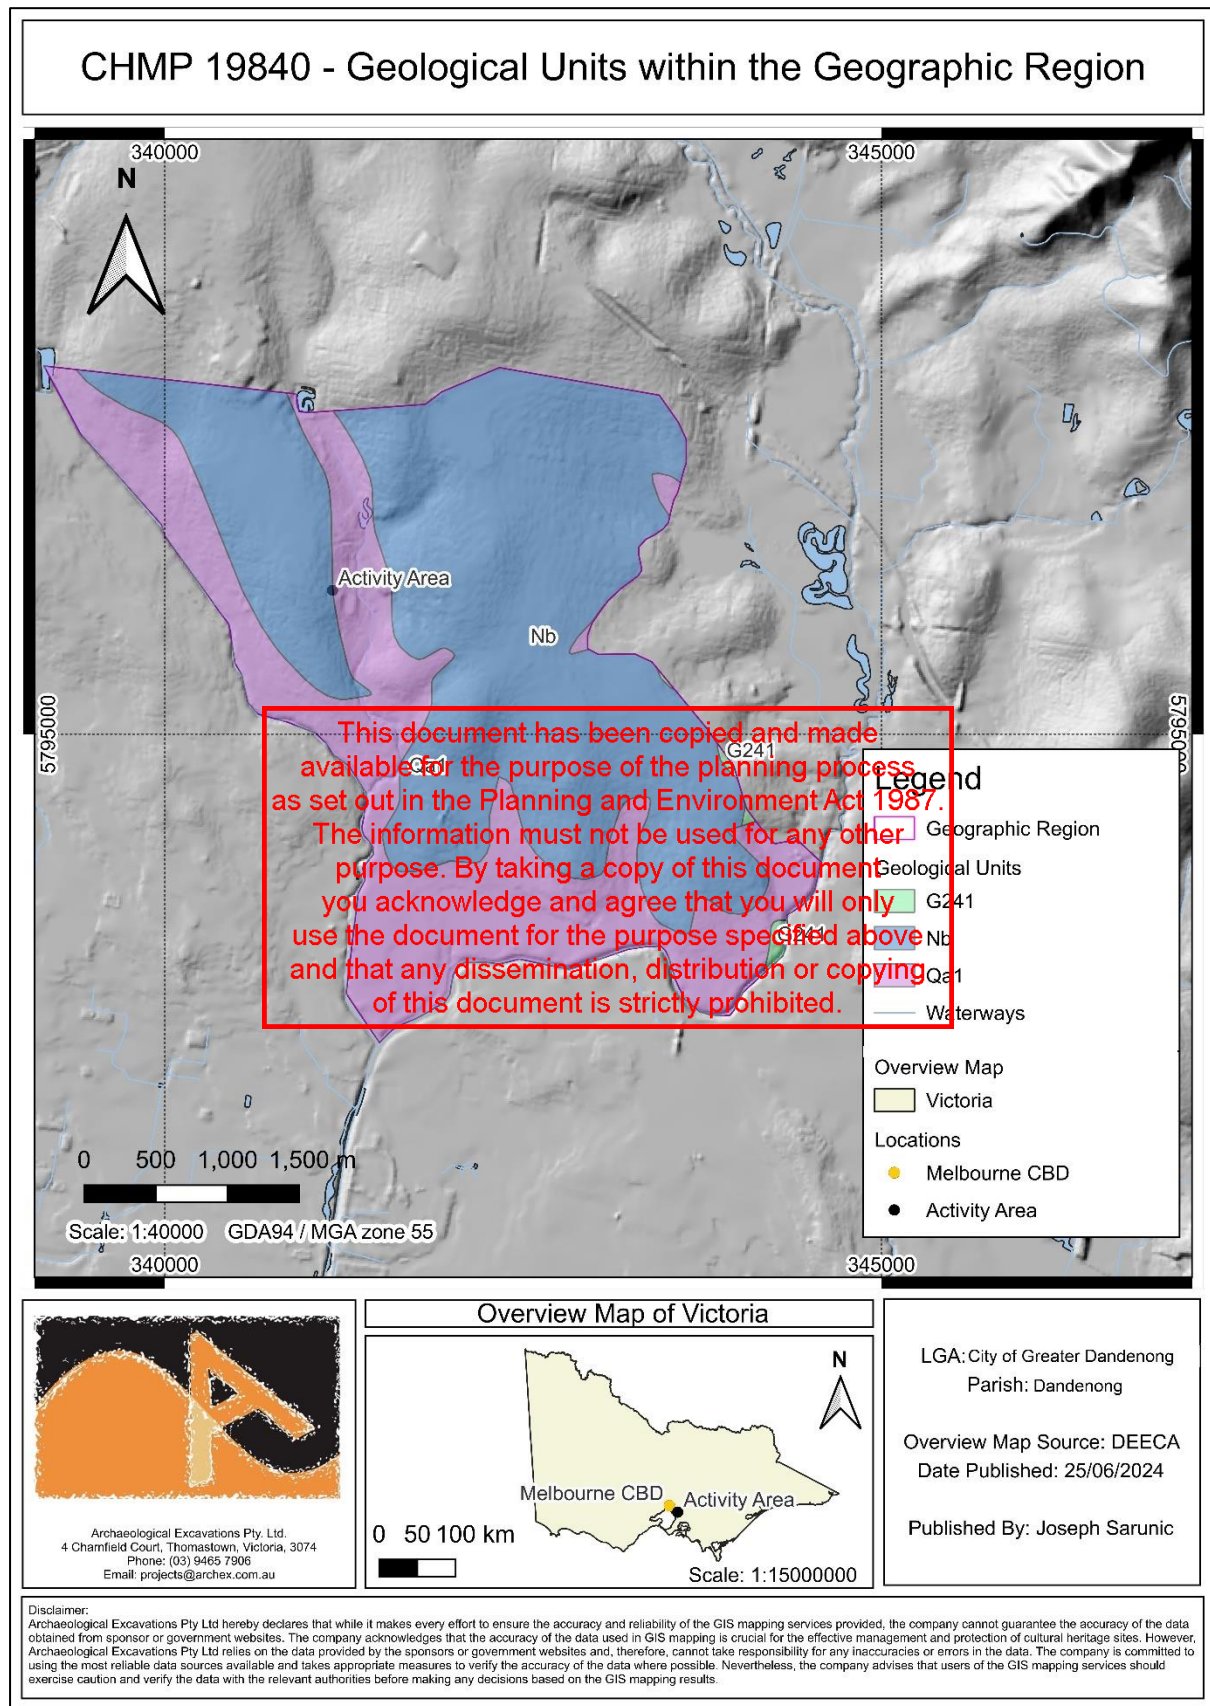 CHMP 19840 - Geological Units within the Geographic Region
340000
345000
N
Activity Area
Nb
5795000
G241
Qa1
G241
This document has been copied and made
available for the purpose of the planning process
as set out in the Planning and Environment Act 1987.
The information must not be used for any other
purpose. By taking a copy of this document
you acknowledge and agree that you will only
use the document for the purpose specified above
and that any dissemination, distribution or copying
of this document is strictly prohibited.
Legend
Geographic Region
Geological Units
G241
Nb
Qa1
Waterways
Overview Map
Victoria
Locations
Melbourne CBD
Activity Area
0 500 1,000 1,500 m
Scale: 1:40000 GDA94 / MGA zone 55
340000
345000
Archaeological Excavations Pty. Ltd.
4 Charnfield Court, Thomastown, Victoria, 3074
Phone: (03) 9465 7906
Email: projects@archex.com.au
Overview Map of Victoria
N
Melbourne CBD
Activity Area
0 50 100 km
Scale: 1:15000000
LGA: City of Greater Dandenong
Parish: Dandenong
Overview Map Source: DEECA
Date Published: 25/06/2024
Published By: Joseph Sarunic
Disclaimer:
Archaeological Excavations Pty Ltd hereby declares that while it makes every effort to ensure the accuracy and reliability of the GIS mapping services provided, the company cannot guarantee the accuracy of the data
obtained from sponsor or government websites. The company acknowledges that the accuracy of the data used in GIS mapping is crucial for the effective management and protection of cultural heritage sites. However,
Archaeological Excavations Pty Ltd relies on the data provided by the sponsors or government websites and, therefore, cannot take responsibility for any inaccuracies or errors in the data. The company is committed to
using the most reliable data sources available and takes appropriate measures to verify the accuracy of the data where possible. Nevertheless, the company advises that users of the GIS mapping services should
exercise caution and verify the data with the relevant authorities before making any decisions based on the GIS mapping results.